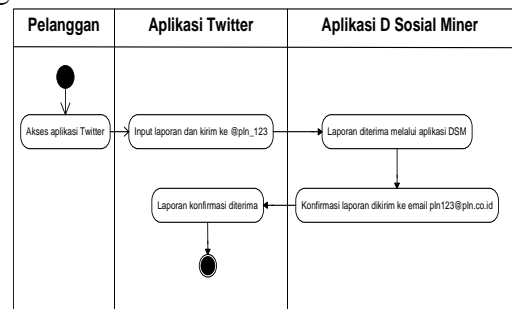 Pelanggan
Aplikasi Twitter
Aplikasi D Sosial Miner
Akses aplikasi Twitter
Input laporan dan kirim ke @pln_123
Laporan diterima melalui aplikasi DSM
Laporan konfirmasi diterima
Konfirmasi laporan dikirim ke email pln123@pln.co.id